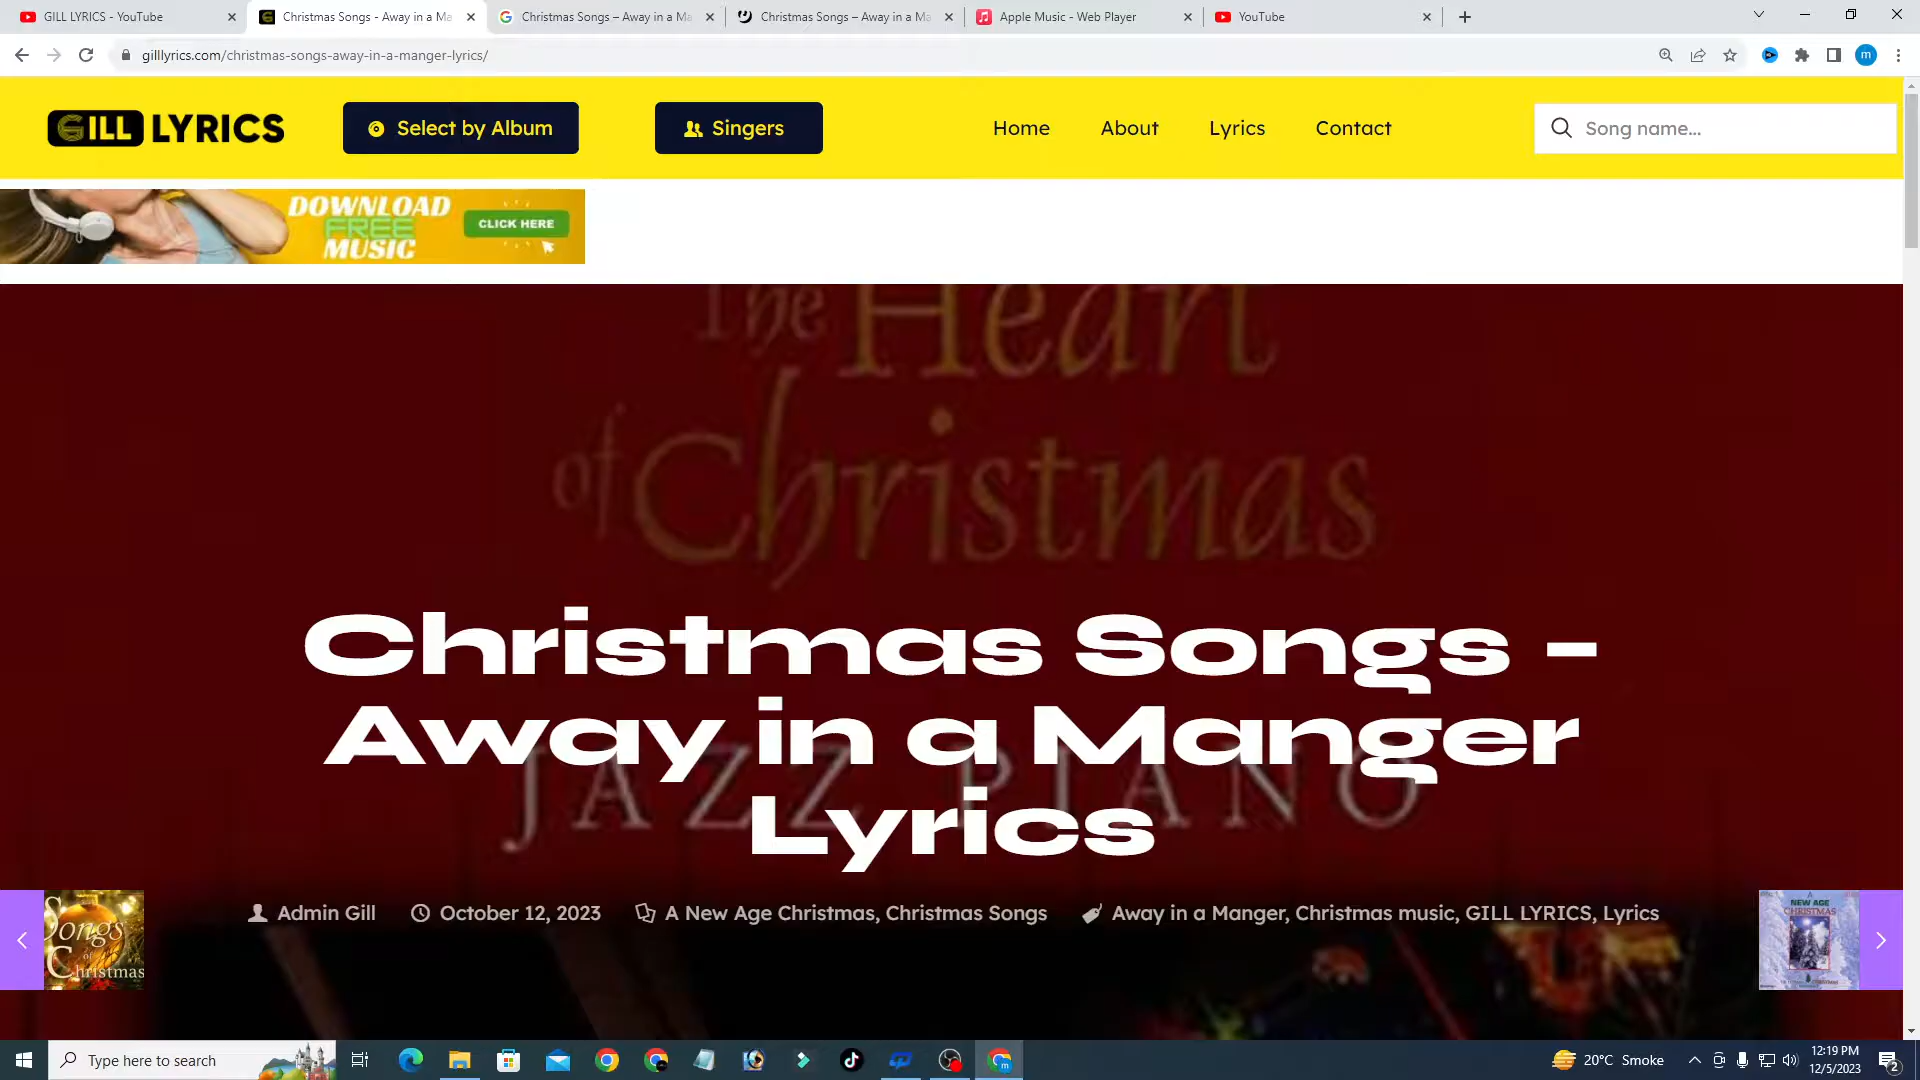 GILL LYRICS - YouTube
Christmas Songs - Away in a Ma
Christmas Songs – Away in a Ma
Christmas Songs – Away in a Ma
Apple Music - Web Player
YouTube
gilllyrics.com/christmas-songs-away-in-a-manger-lyrics/
m
GILL LYRICS
Select by Album
Singers
Home
About
Lyrics
Contact
Song name...
DOWNLOAD
FREE
MUSIC
CLICK HERE
The Heart
of Christmas
JAZZ PIANO
Christmas Songs –
Away in a Manger
Lyrics
Admin Gill
October 12, 2023
A New Age Christmas, Christmas Songs
Away in a Manger, Christmas music, GILL LYRICS, Lyrics
Songs
of
Christmas
A
NEW AGE
CHRISTMAS
Type here to search
20°C Smoke
12:19 PM
12/5/2023
2